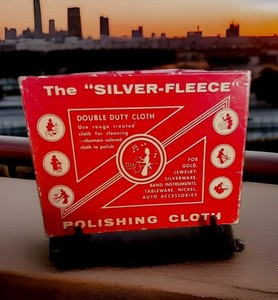 The "SILVER-FLEECE"
DOUBLE DUTY CLOTH
Use rouge treated
cloth for cleaning
—chamois colored
cloth to polish
FOR
GOLD,
JEWELRY,
SILVERWARE,
BAND INSTRUMENTS,
TABLEWARE, NICKEL,
AUTO ACCESSORIES
POLISHING CLOTH